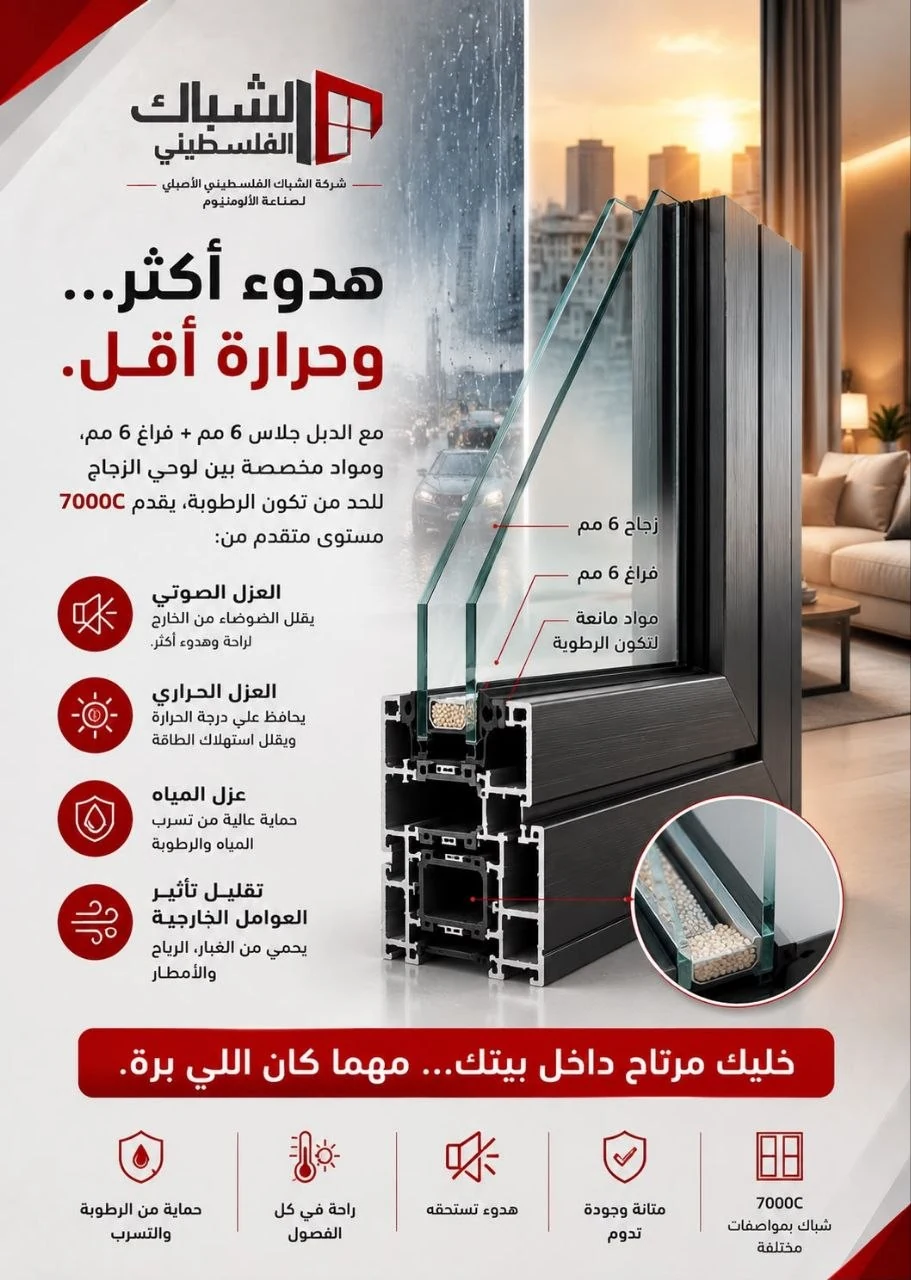 الشباك
الفلسطيني
شركة الشباك الفلسطيني الأصيلي
لصناعة الألومنيوم
هدوء أكثر...
وحرارة أقل.
مع الدبل جلاس 6 مم + فراغ 6 مم،
ومواد مخصصة بين لوحي الزجاج
للحد من تكون الرطوبة، يقدم 7000C
مستوى متقدم من:
العزل الصوتي
يقلل الضوضاء من الخارج
لراحة وهدوء أكثر.
العزل الحراري
يحافظ علي درجة الحرارة
ويقلل استهلاك الطاقة
عزل المياه
حماية عالية من تسرب
المياه والرطوبة
تقليل تأثير
العوامل الخارجية
يحمي من الغبار، الرياح
والأمطار
زجاج 6 مم
فراغ 6 مم
مواد مانعة
لتكون الرطوبة
خليك مرتاح داخل بيتك... مهما كان اللي برة.
7000C
شباك بمواصفات
مختلفة
متانة وجودة
تدوم
هدوء تستحقه
راحة في كل
الفصول
حماية من الرطوبة
والتسرب